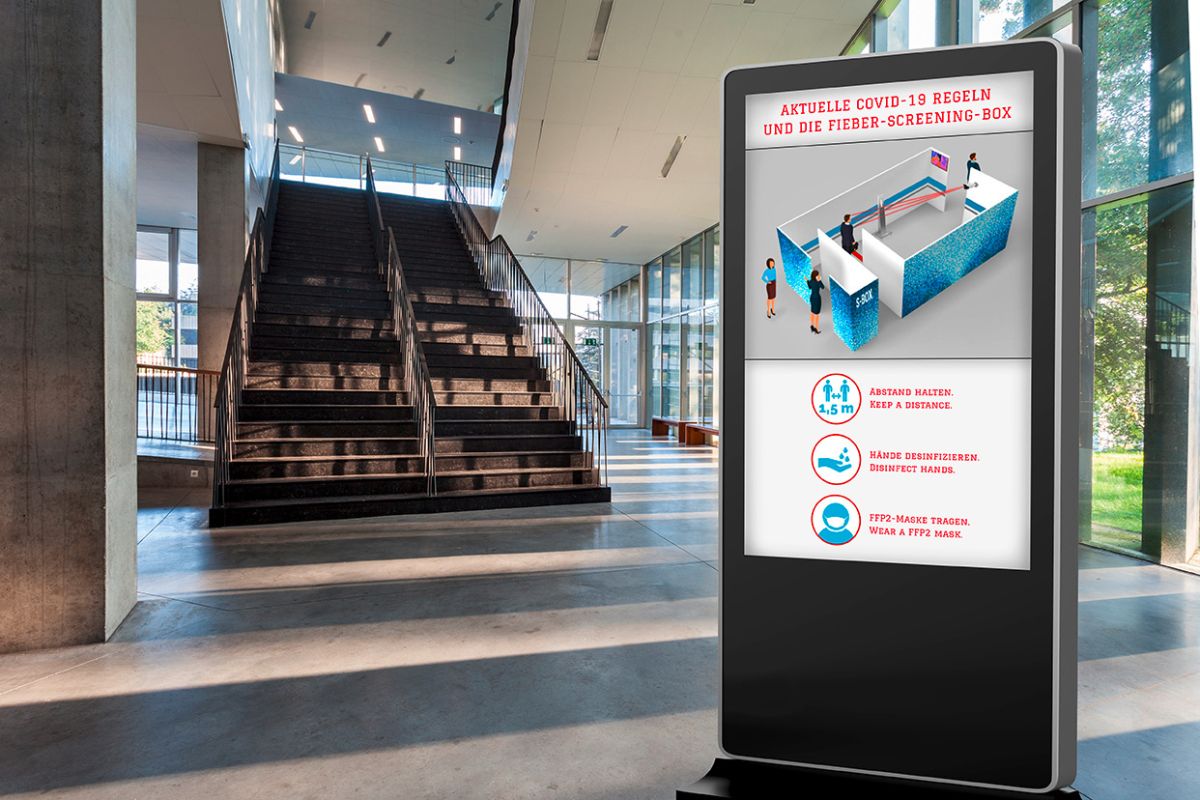 AKTUELLE COVID-19 REGELN
UND DIE FIEBER-SCREENING-BOX
S-BOX
1,5 m
Abstand halten.
Keep a distance.
Hände desinfizieren.
Disinfect hands.
FFP2-Maske tragen.
Wear a FFP2 mask.